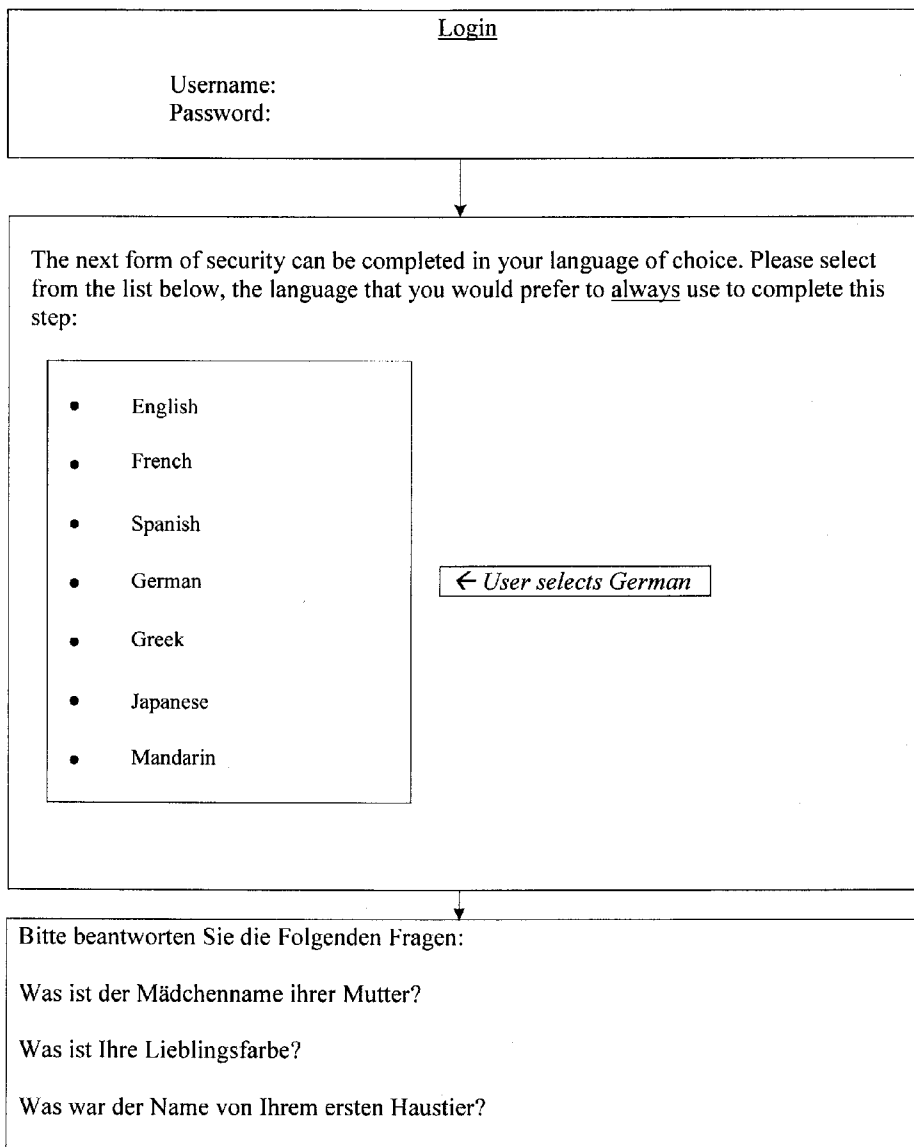 Login
Username:
Password:
The next form of security can be completed in your language of choice. Please select
from the list below, the language that you would prefer to always use to complete this
step:
• English
• French
• Spanish
• German
← User selects German
• Greek
• Japanese
• Mandarin
Bitte beantworten Sie die Folgenden Fragen:
Was ist der Mädchenname ihrer Mutter?
Was ist Ihre Lieblingsfarbe?
Was war der Name von Ihrem ersten Haustier?